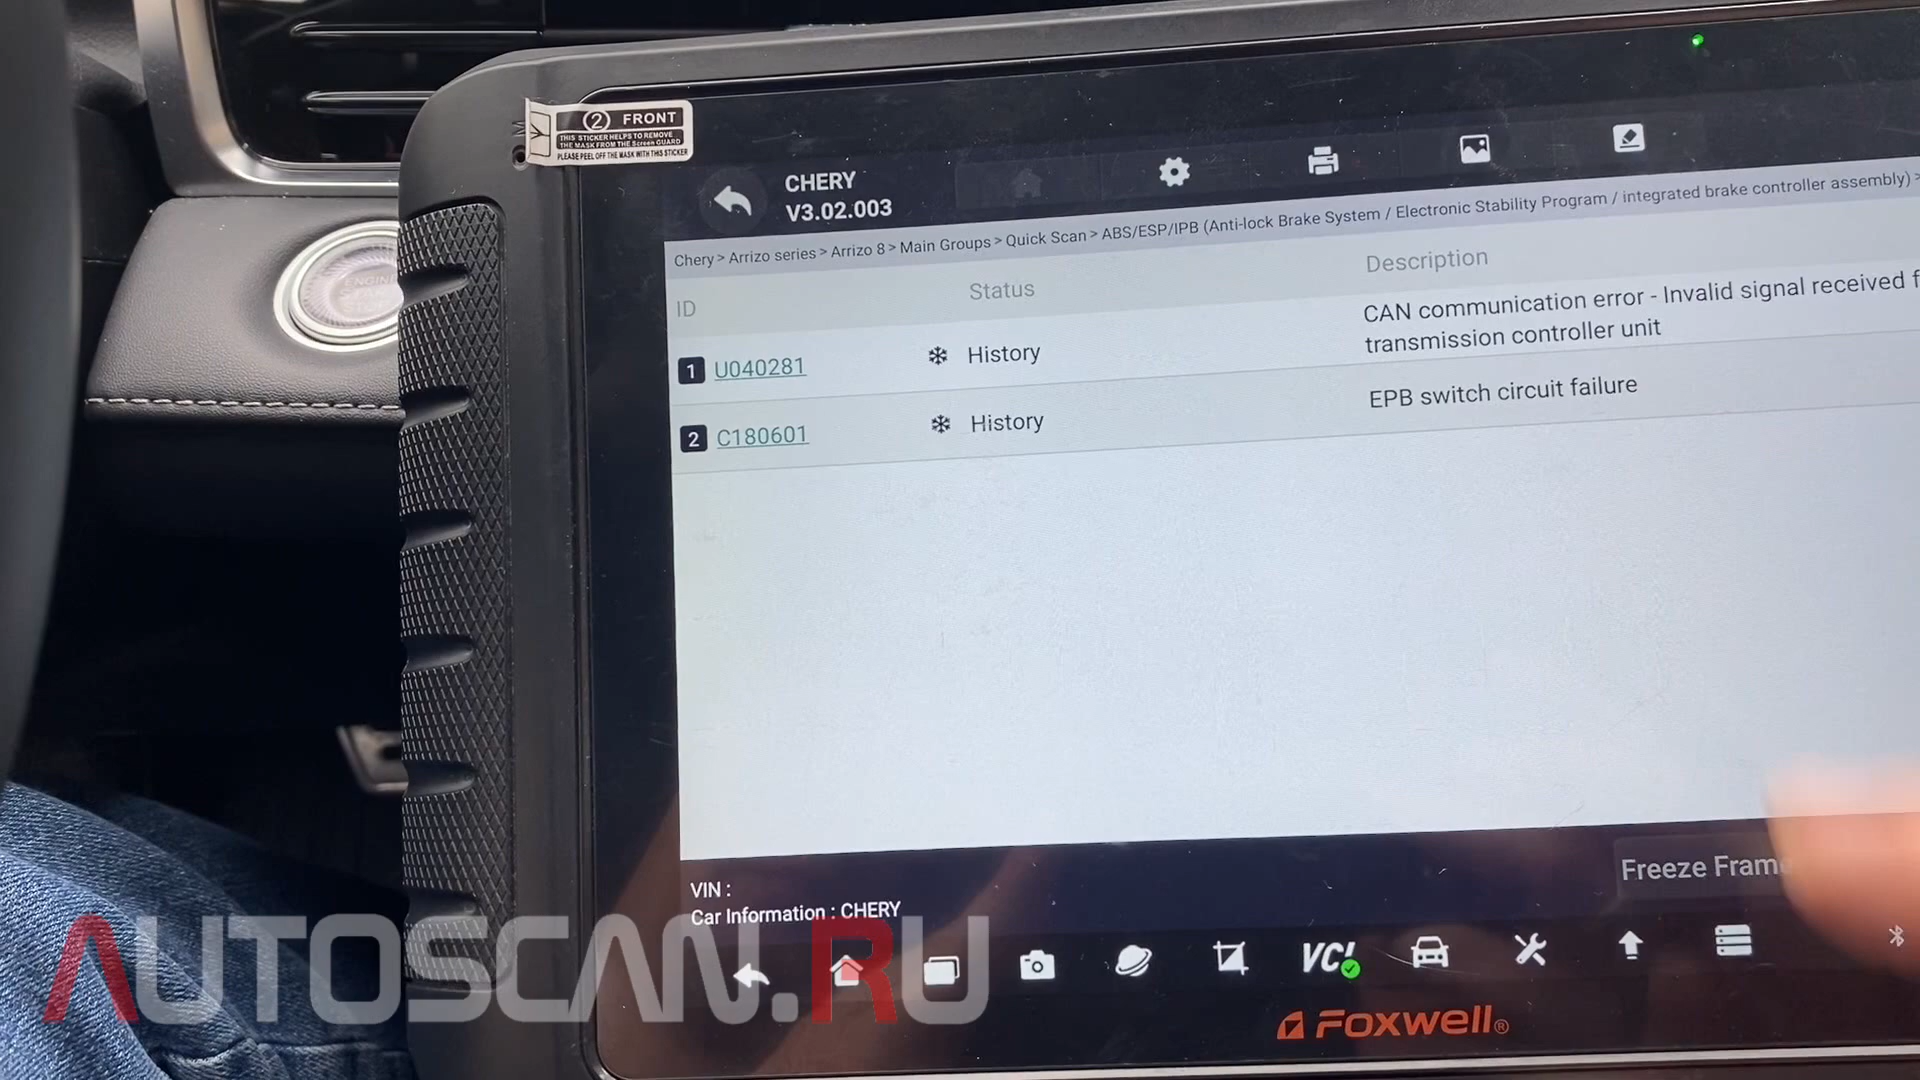 2 FRONT
THIS STICKER HELPS TO REMOVE
THE MASK FROM THE Screen GUARD
PLEASE PEEL OFF THE MASK WITH THIS STICKER
CHERY
V3.02.003
Chery > Arrizo series > Arrizo 8 > Main Groups > Quick Scan > ABS/ESP/IPB (Anti-lock Brake System / Electronic Stability Program / integrated brake controller assembly) >
ID Status Description
1 U040281 History CAN communication error - Invalid signal received f
transmission controller unit
2 C180601 History EPB switch circuit failure
ENGINE
VIN :
Car Information : CHERY
Freeze Frame
VC!
FOXWELL®
AUTOSCAN.RU